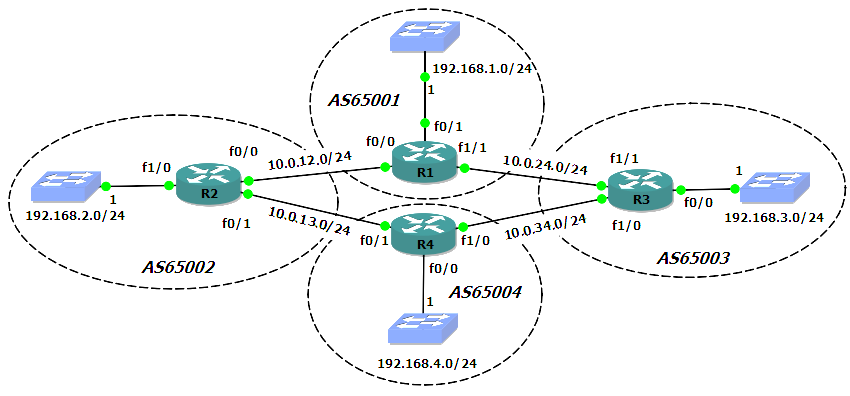 192.168.1.0/24
1
AS65001
f0/1
f0/0
f1/1
R1
10.0.12.0/24
10.0.24.0/24
f0/0
f1/0
R2
1
192.168.2.0/24
f0/1
AS65002
10.0.13.0/24
f1/1
1
R3
f0/0
192.168.3.0/24
f1/0
AS65003
10.0.34.0/24
f0/1
R4
f1/0
f0/0
AS65004
1
192.168.4.0/24